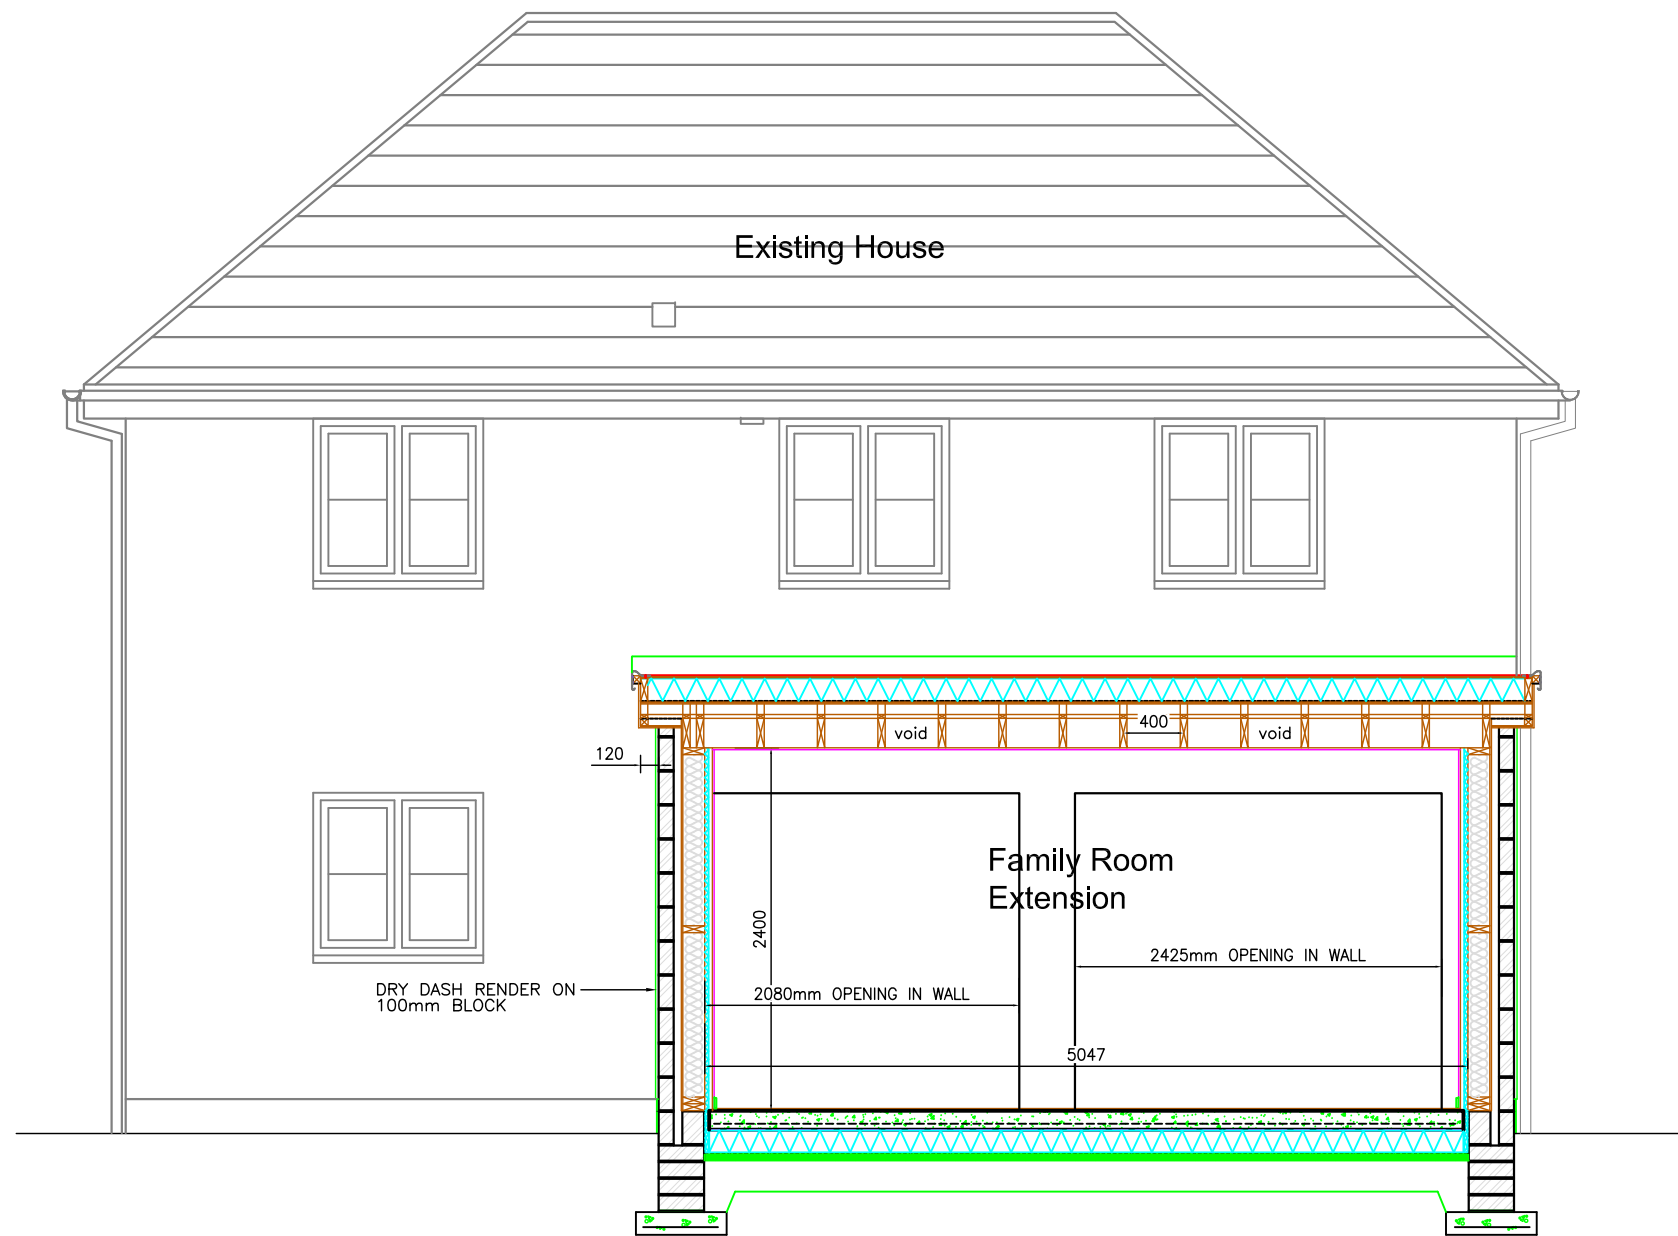 Existing House
void
400
void
120
Family Room
Extension
2400
2425mm OPENING IN WALL
DRY DASH RENDER ON
100mm BLOCK
2080mm OPENING IN WALL
5047